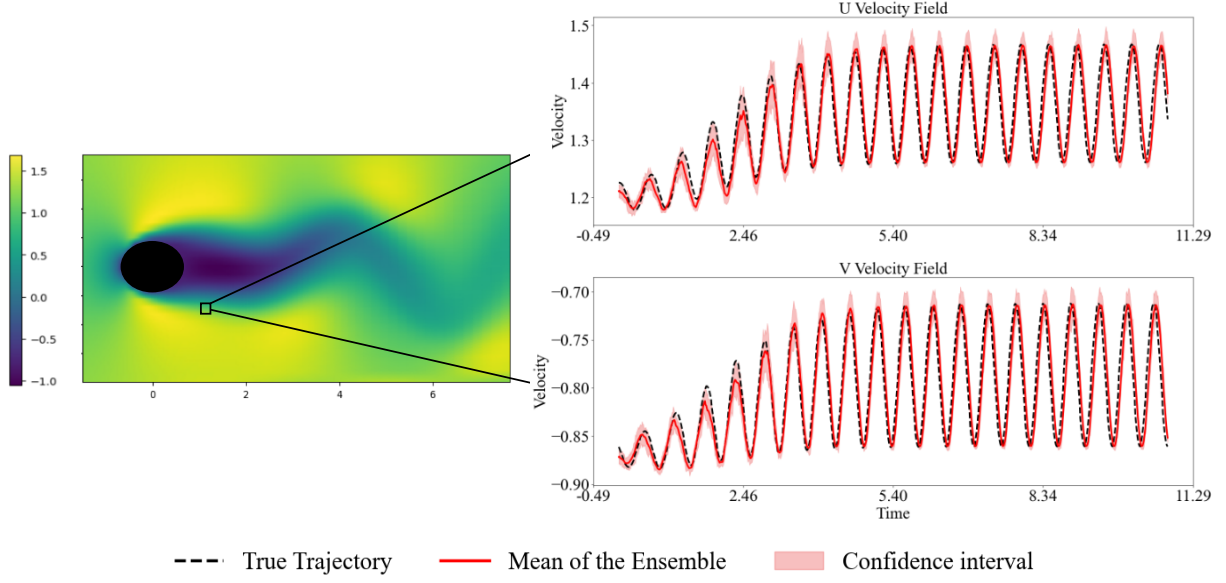 U Velocity Field
1.5
1.4
1.3
1.2
Velocity
-0.49 2.46 5.40 8.34 11.29
1.5
1.0
0.5
0.0
−0.5
−1.0
0 2 4 6
V Velocity Field
−0.70
−0.75
−0.80
−0.85
−0.90
Velocity
-0.49 2.46 5.40 8.34 11.29
Time
True Trajectory Mean of the Ensemble Confidence interval